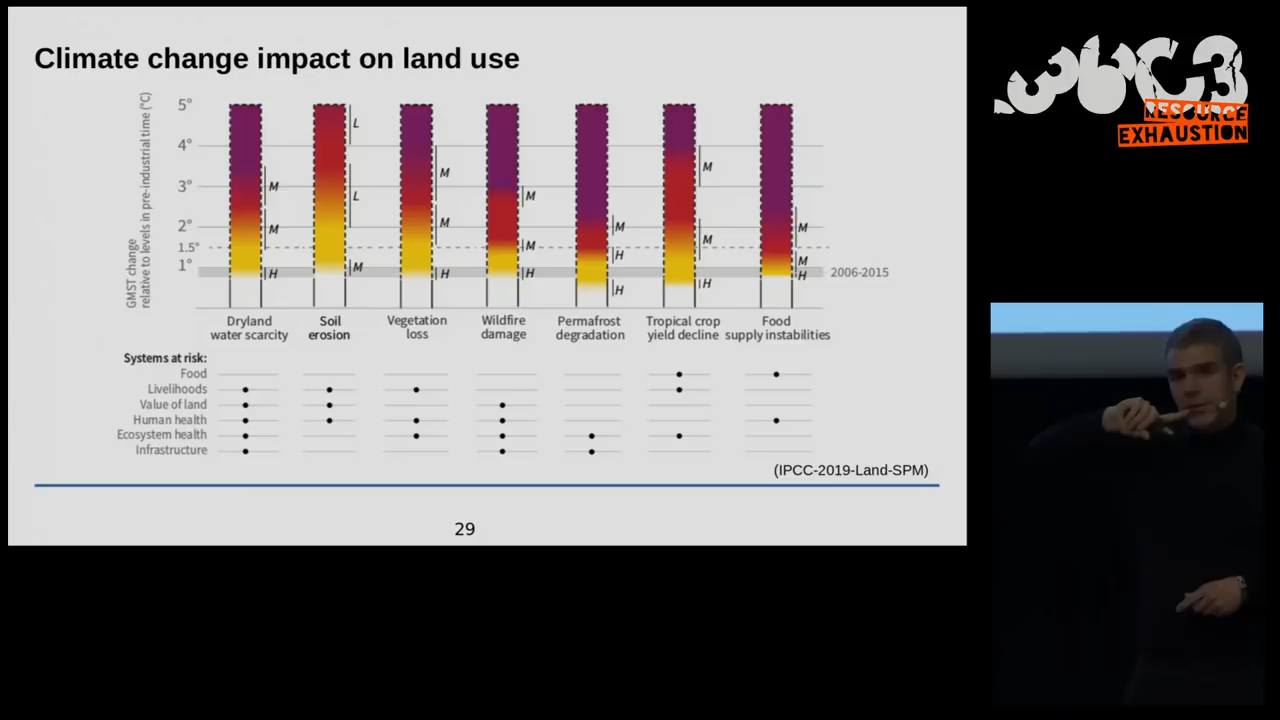 Climate change impact on land use
GMST change
relative to levels in pre-industrial time (°C)
5°
4°
3°
2°
1.5°
1°
M
M
H
L
L
M
M
M
H
M
M
H
M
H
H
M
M
H
M
M
H
2006-2015
Dryland
water scarcity
Soil
erosion
Vegetation
loss
Wildfire
damage
Permafrost
degradation
Tropical crop
yield decline
Food
supply instabilities
Systems at risk:
Food
Livelihoods
Value of land
Human health
Ecosystem health
Infrastructure
(IPCC-2019-Land-SPM)
29
36C3
RESOURCE
EXHAUSTION